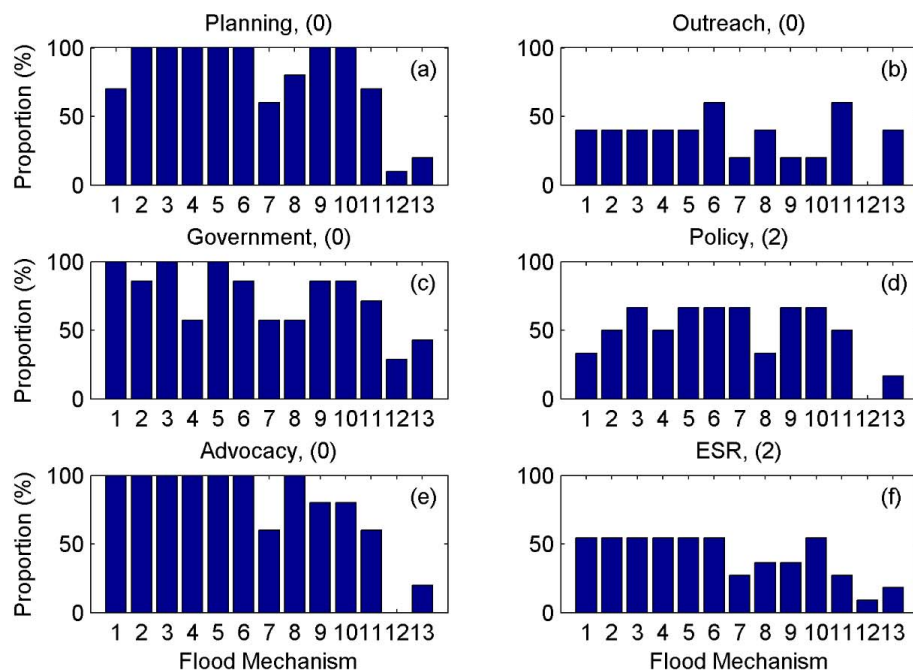 Planning, (0)
100
50
0
Proportion (%)
(a)
1 2 3 4 5 6 7 8 9 10 11 12 13
Outreach, (0)
100
50
0
(b)
1 2 3 4 5 6 7 8 9 10 11 12 13
Government, (0)
100
50
0
Proportion (%)
(c)
1 2 3 4 5 6 7 8 9 10 11 12 13
Policy, (2)
100
50
0
(d)
1 2 3 4 5 6 7 8 9 10 11 12 13
Advocacy, (0)
100
50
0
Proportion (%)
(e)
1 2 3 4 5 6 7 8 9 10 11 12 13
Flood Mechanism
ESR, (2)
100
50
0
(f)
1 2 3 4 5 6 7 8 9 10 11 12 13
Flood Mechanism